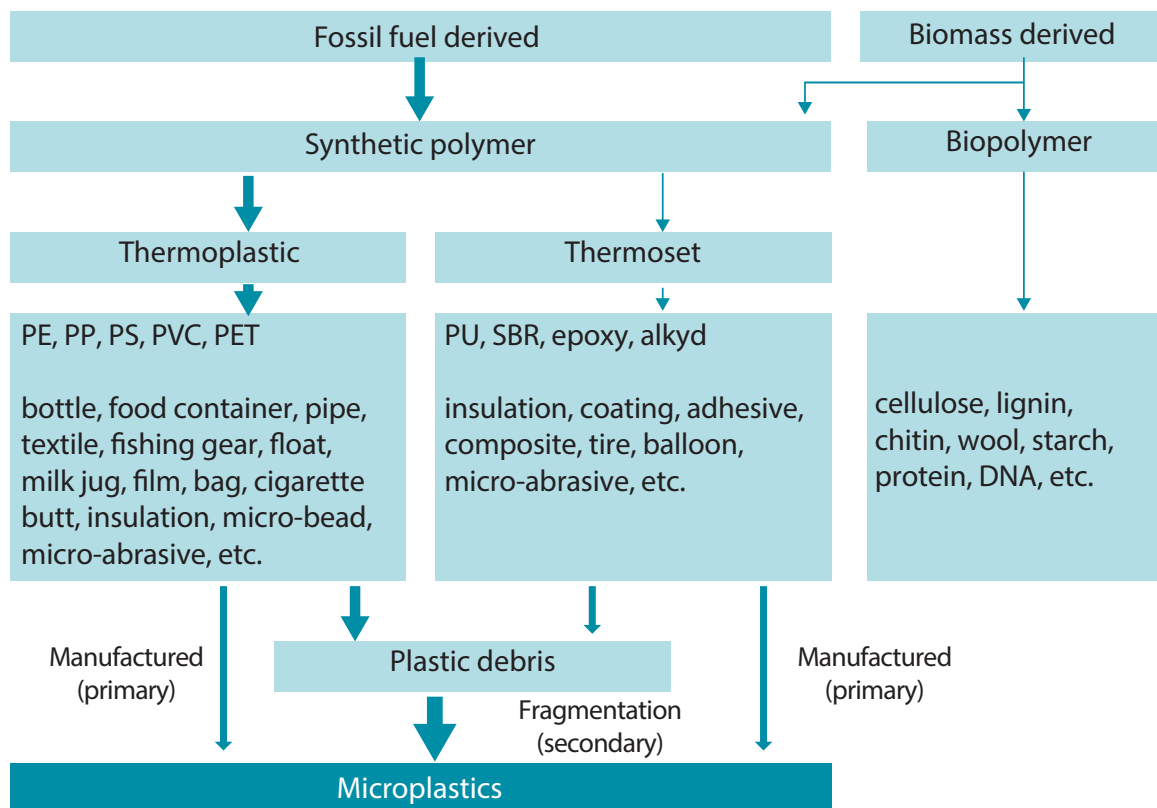 Fossil fuel derived
Biomass derived
Synthetic polymer
Biopolymer
Thermoplastic
Thermoset
PE, PP, PS, PVC, PET
bottle, food container, pipe,
textile, fishing gear, float,
milk jug, film, bag, cigarette
butt, insulation, micro-bead,
micro-abrasive, etc.
PU, SBR, epoxy, alkyd
insulation, coating, adhesive,
composite, tire, balloon,
micro-abrasive, etc.
cellulose, lignin,
chitin, wool, starch,
protein, DNA, etc.
Manufactured
(primary)
Plastic debris
Manufactured
(primary)
Fragmentation
(secondary)
Microplastics